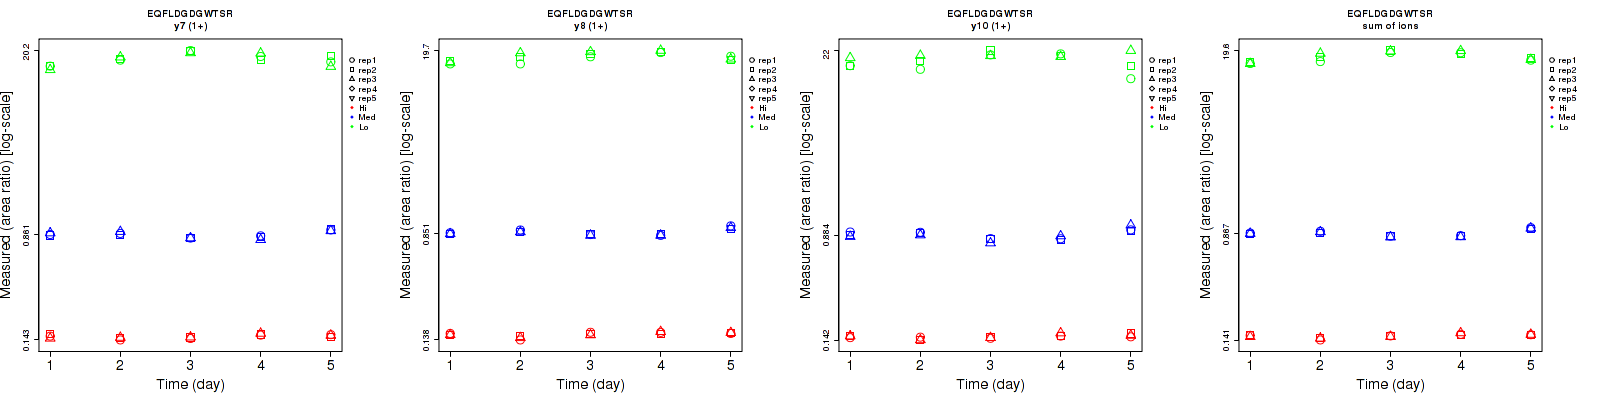 EQFLDGDGWTSR
y7 (1+)
Measured (area ratio) [log-scale]
20.2
0.861
0.143
1 2 3 4 5
Time (day)
rep1
rep2
rep3
rep4
rep5
Hi
Med
Lo
EQFLDGDGWTSR
y8 (1+)
Measured (area ratio) [log-scale]
19.7
0.851
0.138
1 2 3 4 5
Time (day)
rep1
rep2
rep3
rep4
rep5
Hi
Med
Lo
EQFLDGDGWTSR
y10 (1+)
Measured (area ratio) [log-scale]
22
0.884
0.142
1 2 3 4 5
Time (day)
rep1
rep2
rep3
rep4
rep5
Hi
Med
Lo
EQFLDGDGWTSR
sum of ions
Measured (area ratio) [log-scale]
19.8
0.867
0.141
1 2 3 4 5
Time (day)
rep1
rep2
rep3
rep4
rep5
Hi
Med
Lo